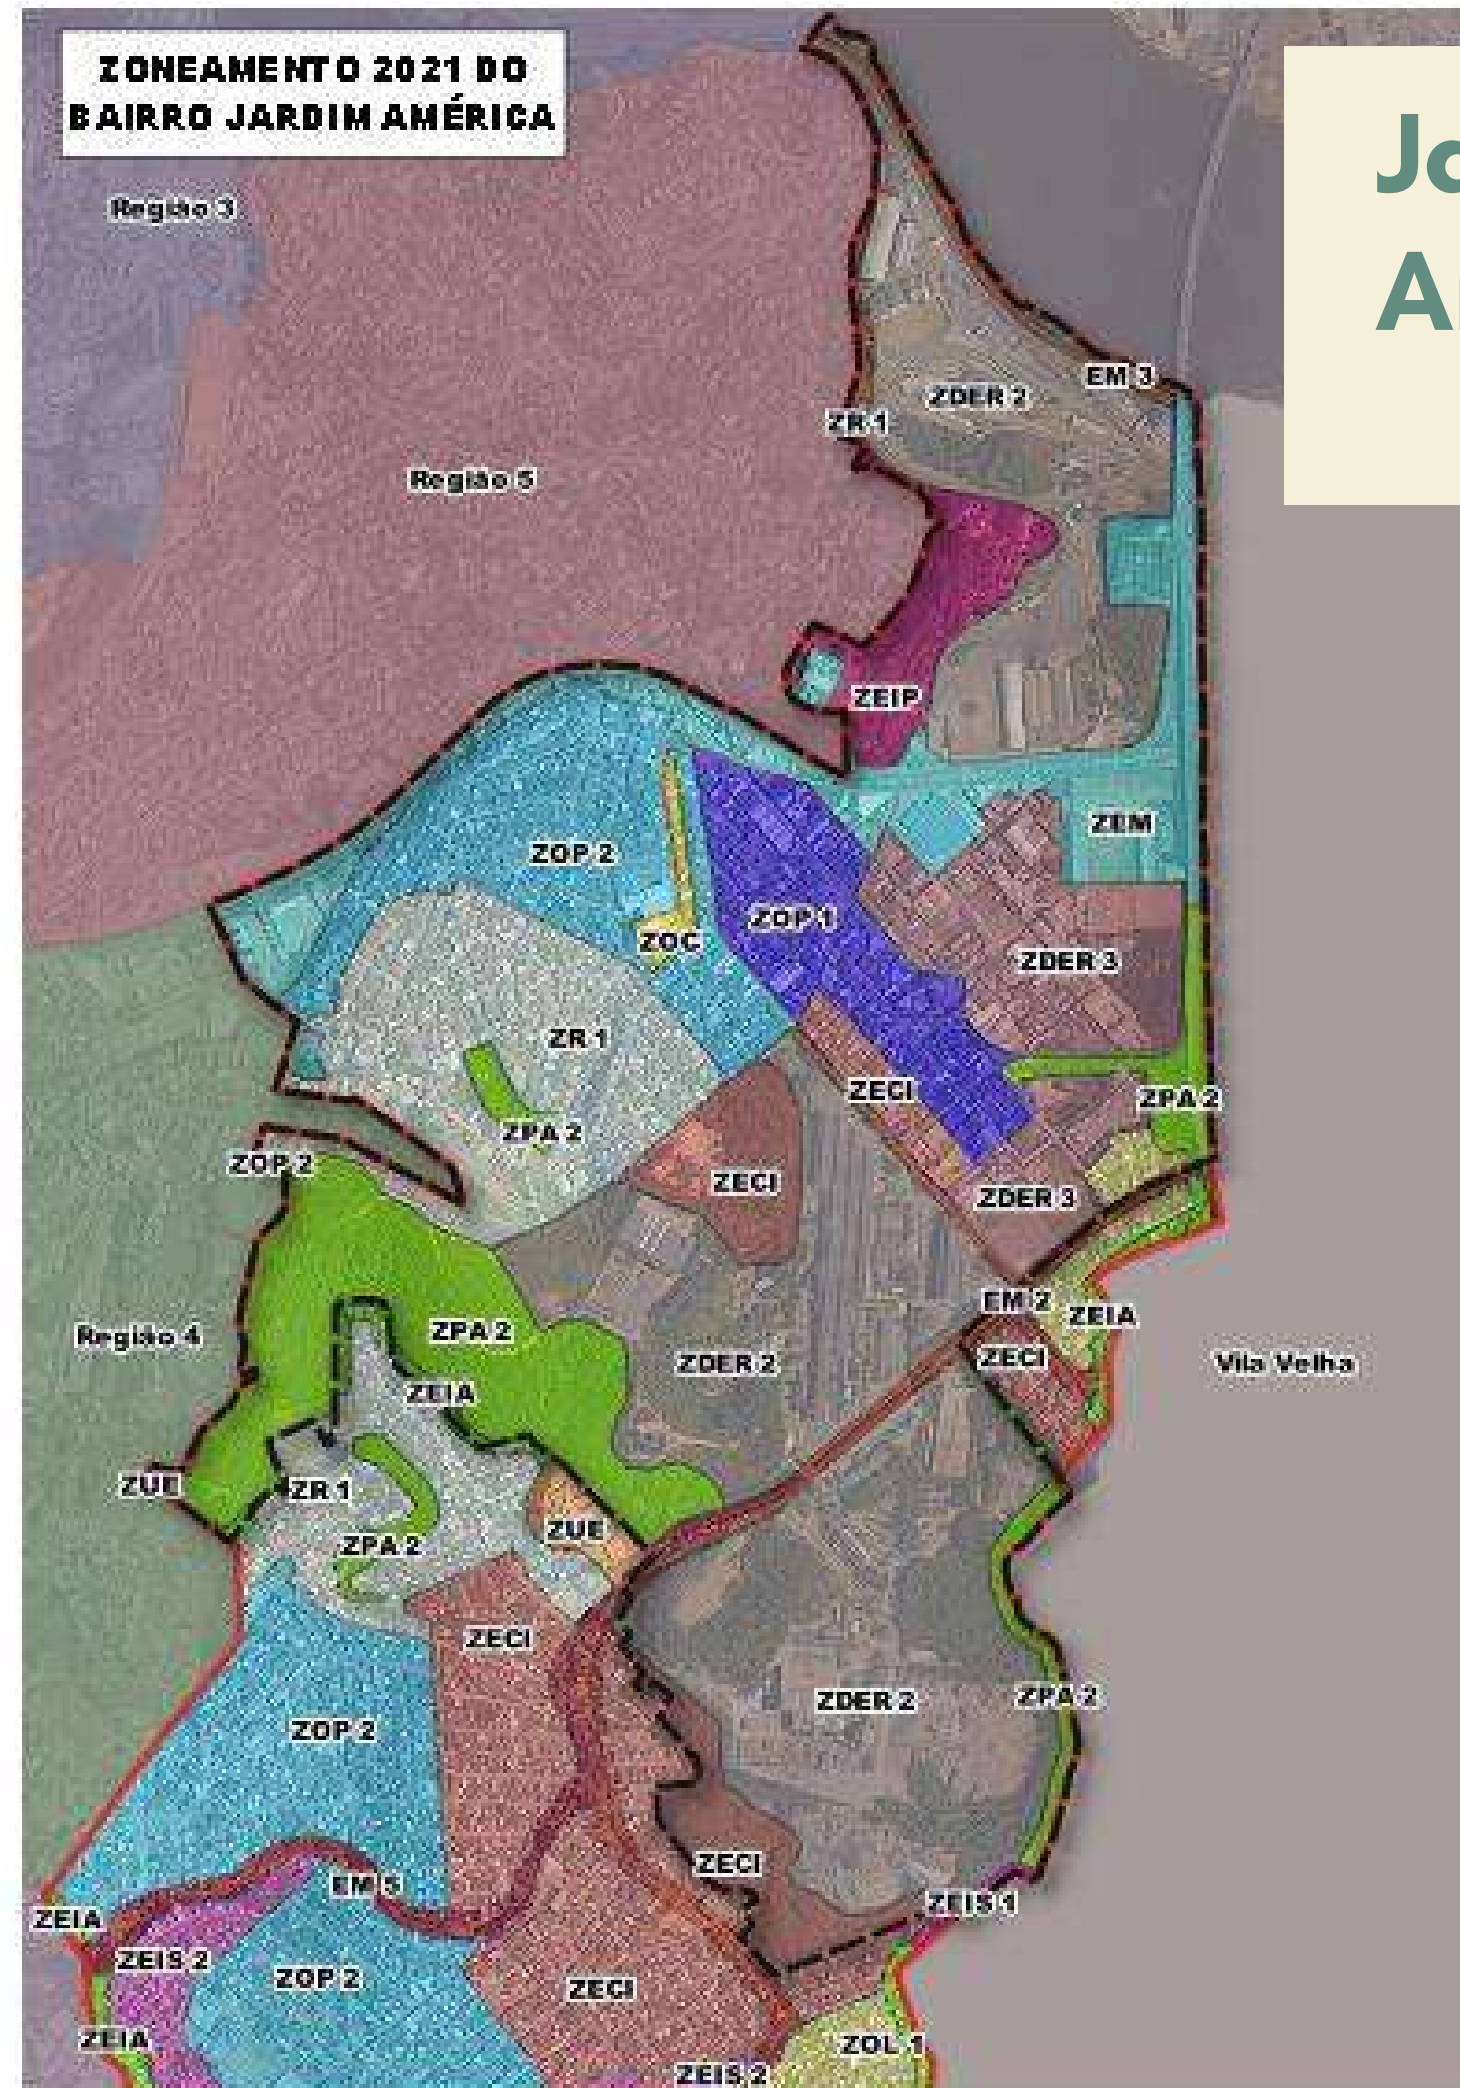 ZONEAMENTO 2021 DO
BAIRRO JARDIM AMÉRICA
Região 3
EM 3
ZDER 2
ZR 1
Região 5
ZEIP
ZEM
ZOP 2
ZOP 1
ZOC
ZDER 3
ZR 1
ZECI
ZPA 2
ZPA 2
ZOP 2
ZECI
ZDER 3
EM 2
ZEIA
Região 4
ZPA 2
ZECI
ZDER 2
Vila Velha
ZEIA
ZUE
ZR 1
ZUE
ZPA 2
ZECI
ZDER 2
ZPA 2
ZOP 2
ZECI
EM 5
ZEIS 1
ZEIA
ZEIS 2
ZOP 2
ZECI
ZEIA
ZOL 1
ZEIS 2